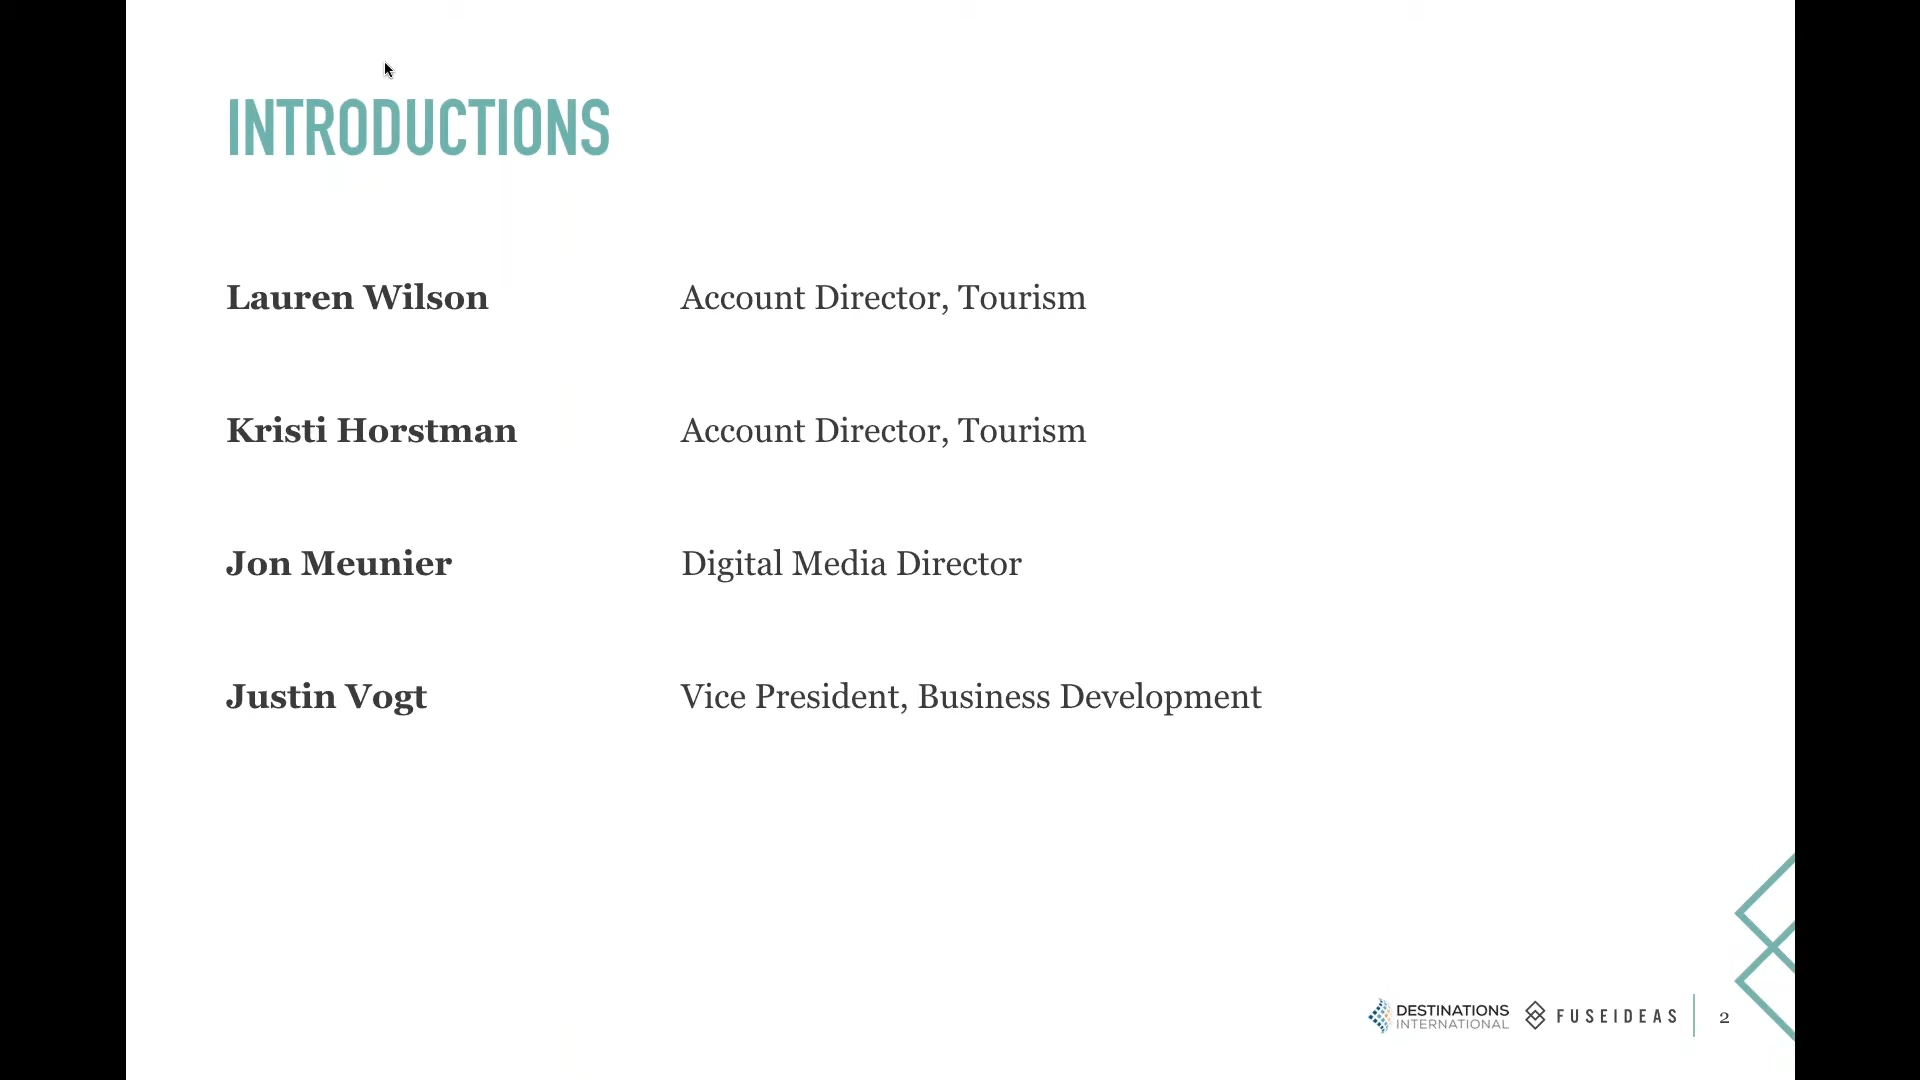 INTRODUCTIONS
Lauren Wilson Account Director, Tourism
Kristi Horstman Account Director, Tourism
Jon Meunier Digital Media Director
Justin Vogt Vice President, Business Development
DESTINATIONS
INTERNATIONAL
FUSEIDEAS
2